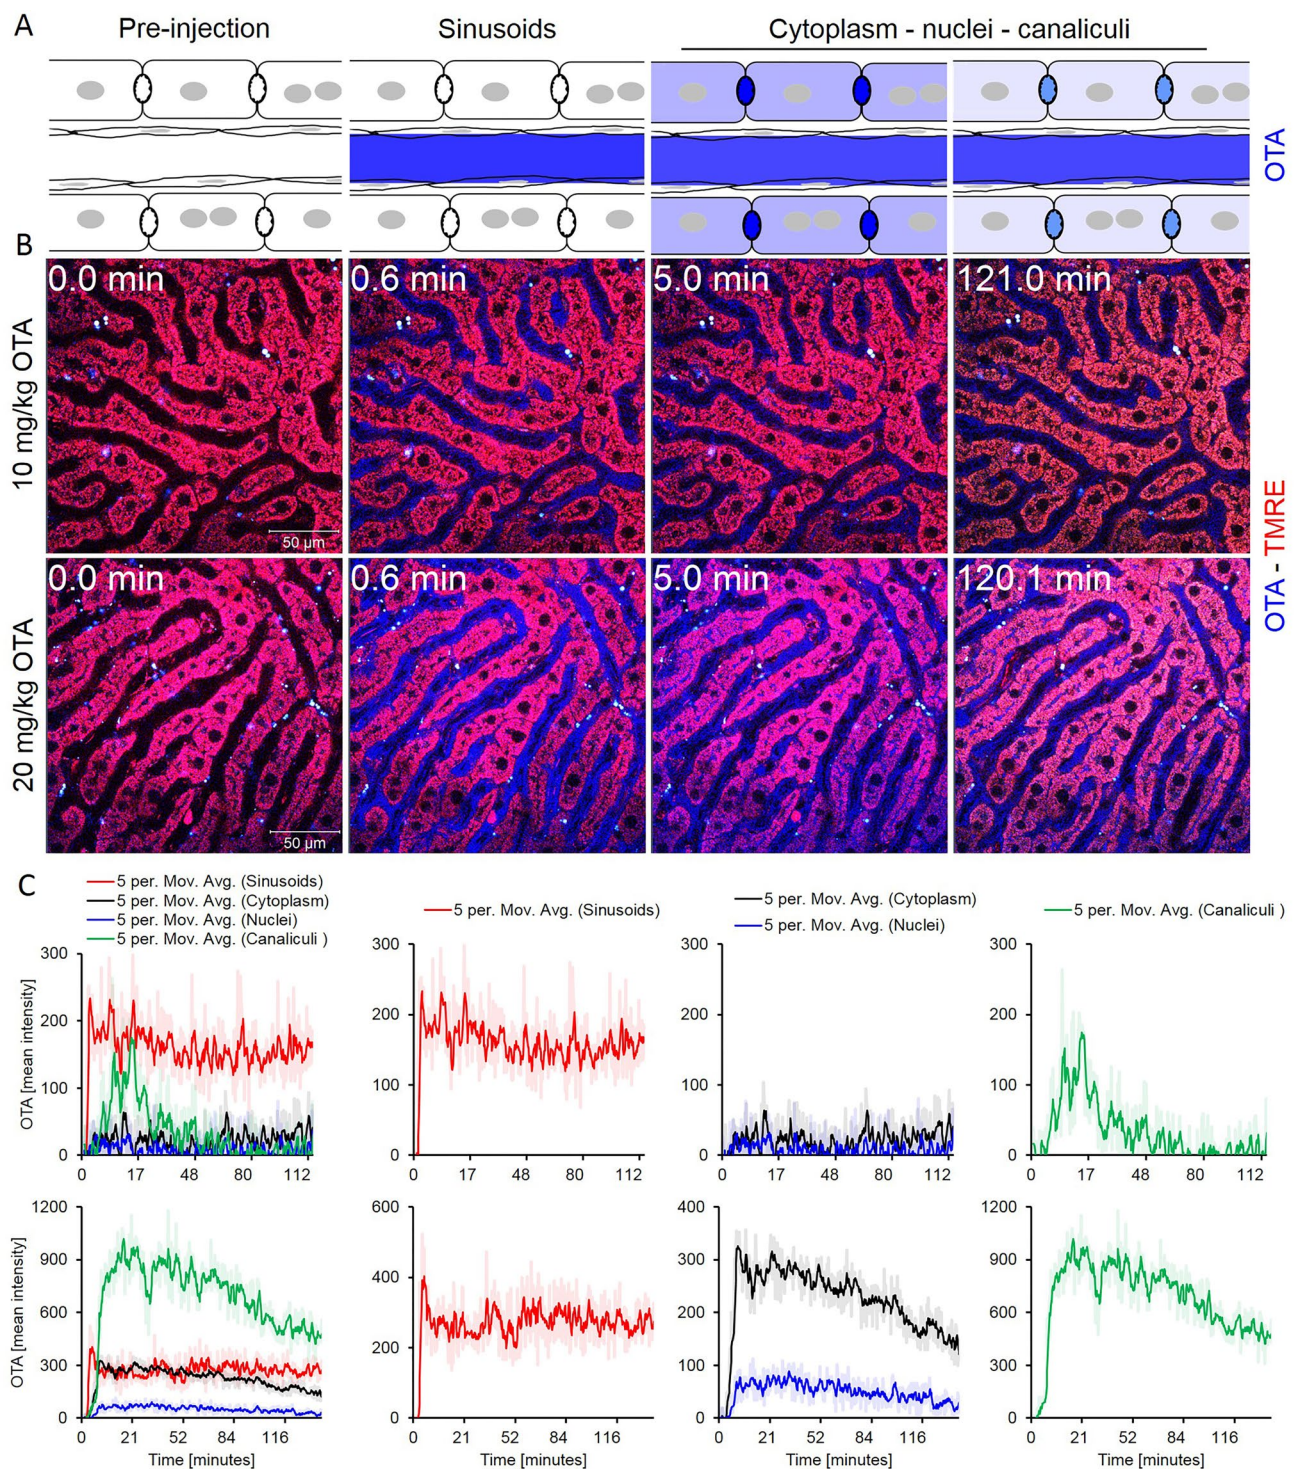 A
Pre-injection
Sinusoids
Cytoplasm - nuclei - canaliculi
OTA
B
10 mg/kg OTA
0.0 min
0.6 min
5.0 min
121.0 min
50 µm
20 mg/kg OTA
0.0 min
0.6 min
5.0 min
120.1 min
50 µm
OTA - TMRE
C
5 per. Mov. Avg. (Sinusoids)
5 per. Mov. Avg. (Cytoplasm)
5 per. Mov. Avg. (Nuclei)
5 per. Mov. Avg. (Canaliculi )
5 per. Mov. Avg. (Sinusoids)
5 per. Mov. Avg. (Cytoplasm)
5 per. Mov. Avg. (Nuclei)
5 per. Mov. Avg. (Canaliculi )
OTA [mean intensity]
300
200
100
0
0 17 48 80 112
300
200
100
0
0 17 48 80 112
300
200
100
0
0 17 48 80 112
300
200
100
0
0 17 48 80 112
OTA [mean intensity]
1200
900
600
300
0
0 21 52 84 116
Time [minutes]
600
400
200
0
0 21 52 84 116
Time [minutes]
400
300
200
100
0
0 21 52 84 116
Time [minutes]
1200
900
600
300
0
0 21 52 84 116
Time [minutes]